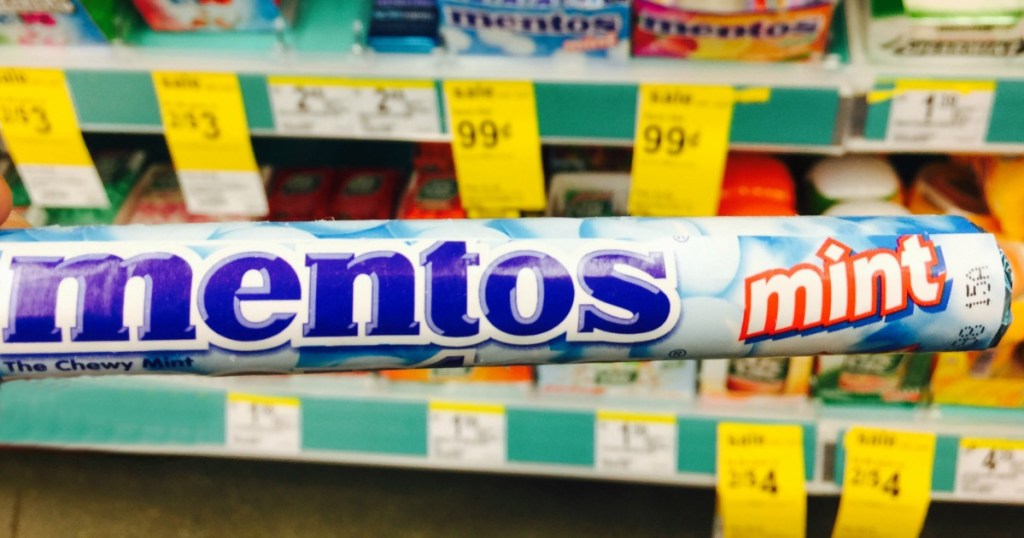 mentos
mentos
sale
2/$3
2/$3
sale
99¢
sale
99¢
mentos
mint
®
®
The Chewy Mint
15A
sale
2/$4
sale
2/$4